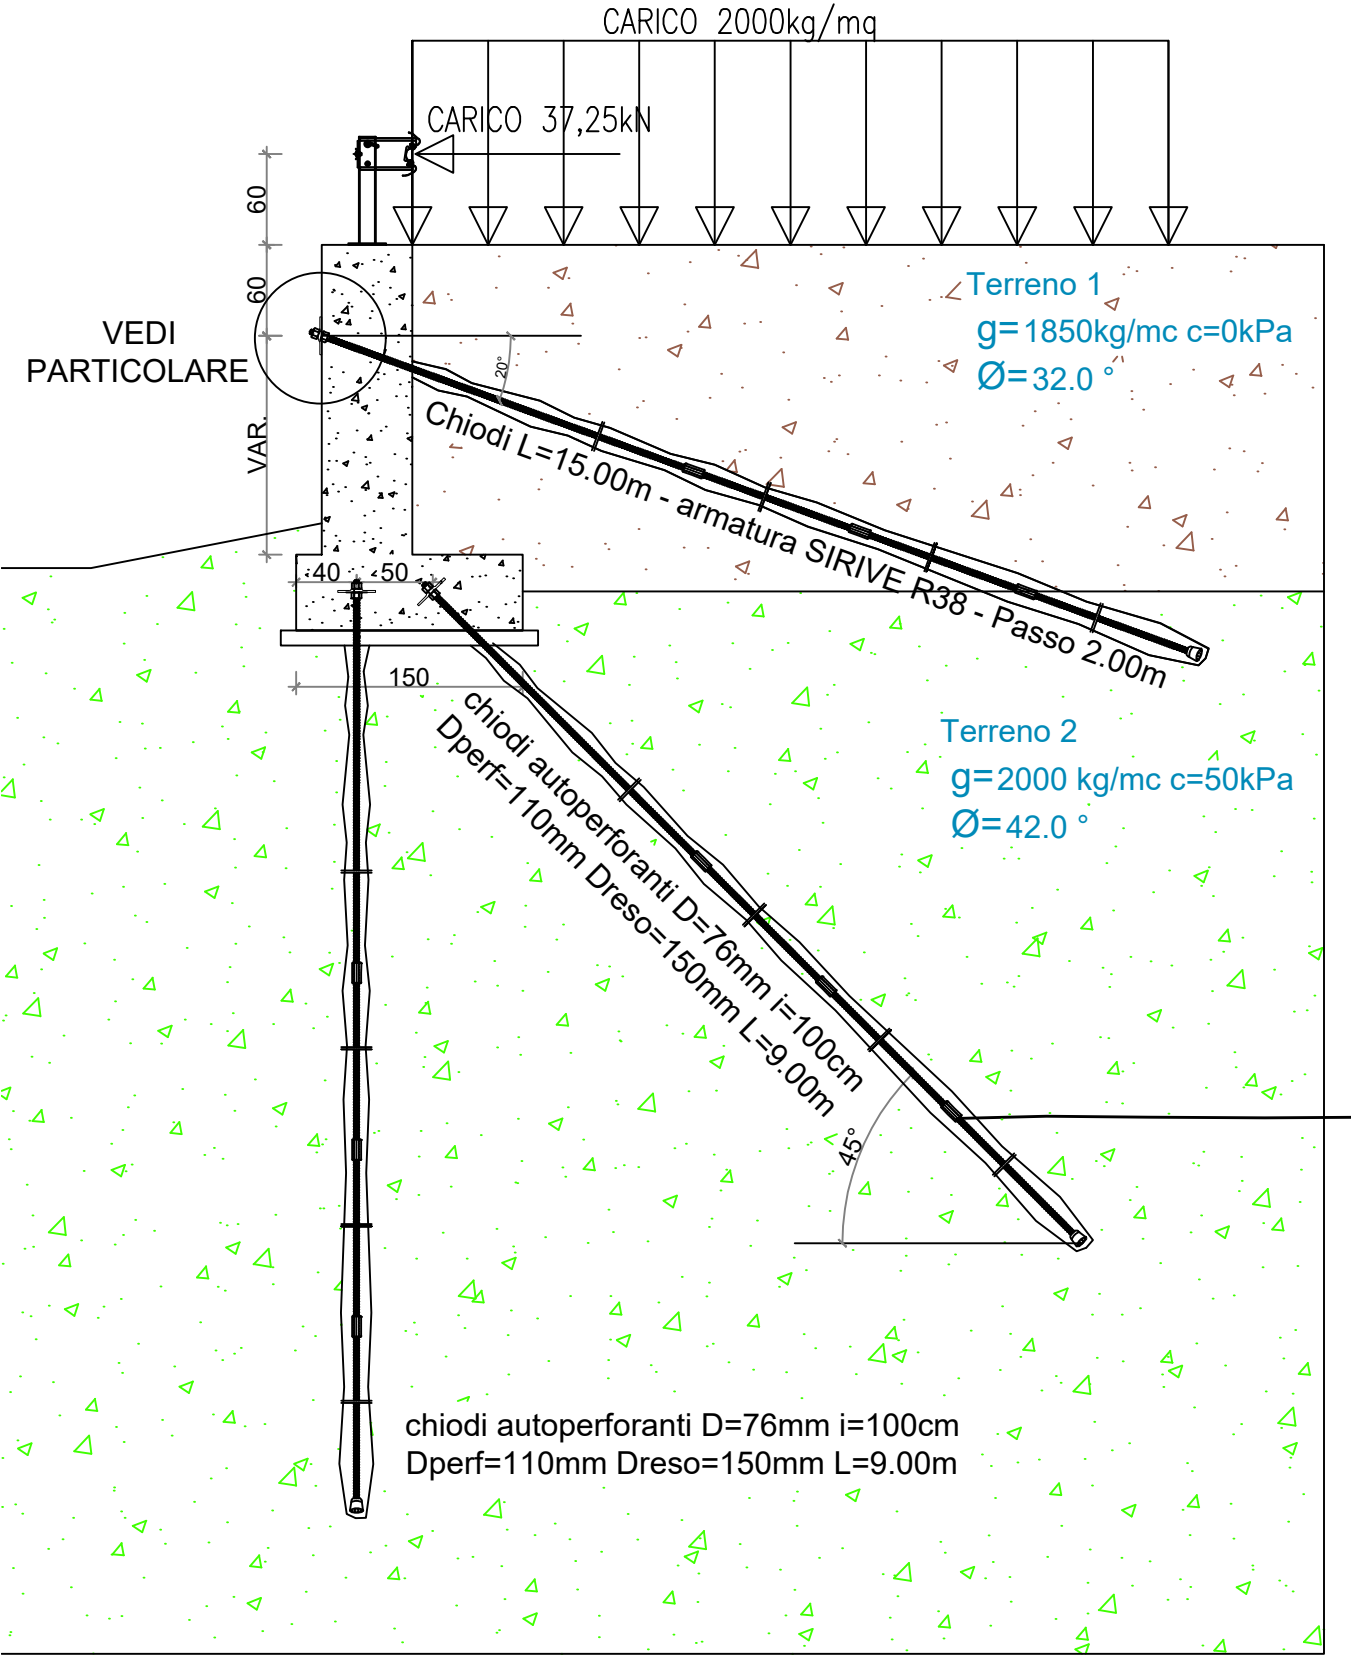 CARICO 2000kg/mq
CARICO 37,25kN
60
60
VAR.
VEDI
PARTICOLARE
20°
Terreno 1
g=1850kg/mc c=0kPa
Ø=32.0 °
Chiodi L=15.00m - armatura SIRIVE R38 - Passo 2.00m
40
50
150
chiodi autoperforanti D=76mm i=100cm
Dperf=110mm Dreso=150mm L=9.00m
Terreno 2
g=2000 kg/mc c=50kPa
Ø=42.0 °
45°
chiodi autoperforanti D=76mm i=100cm
Dperf=110mm Dreso=150mm L=9.00m